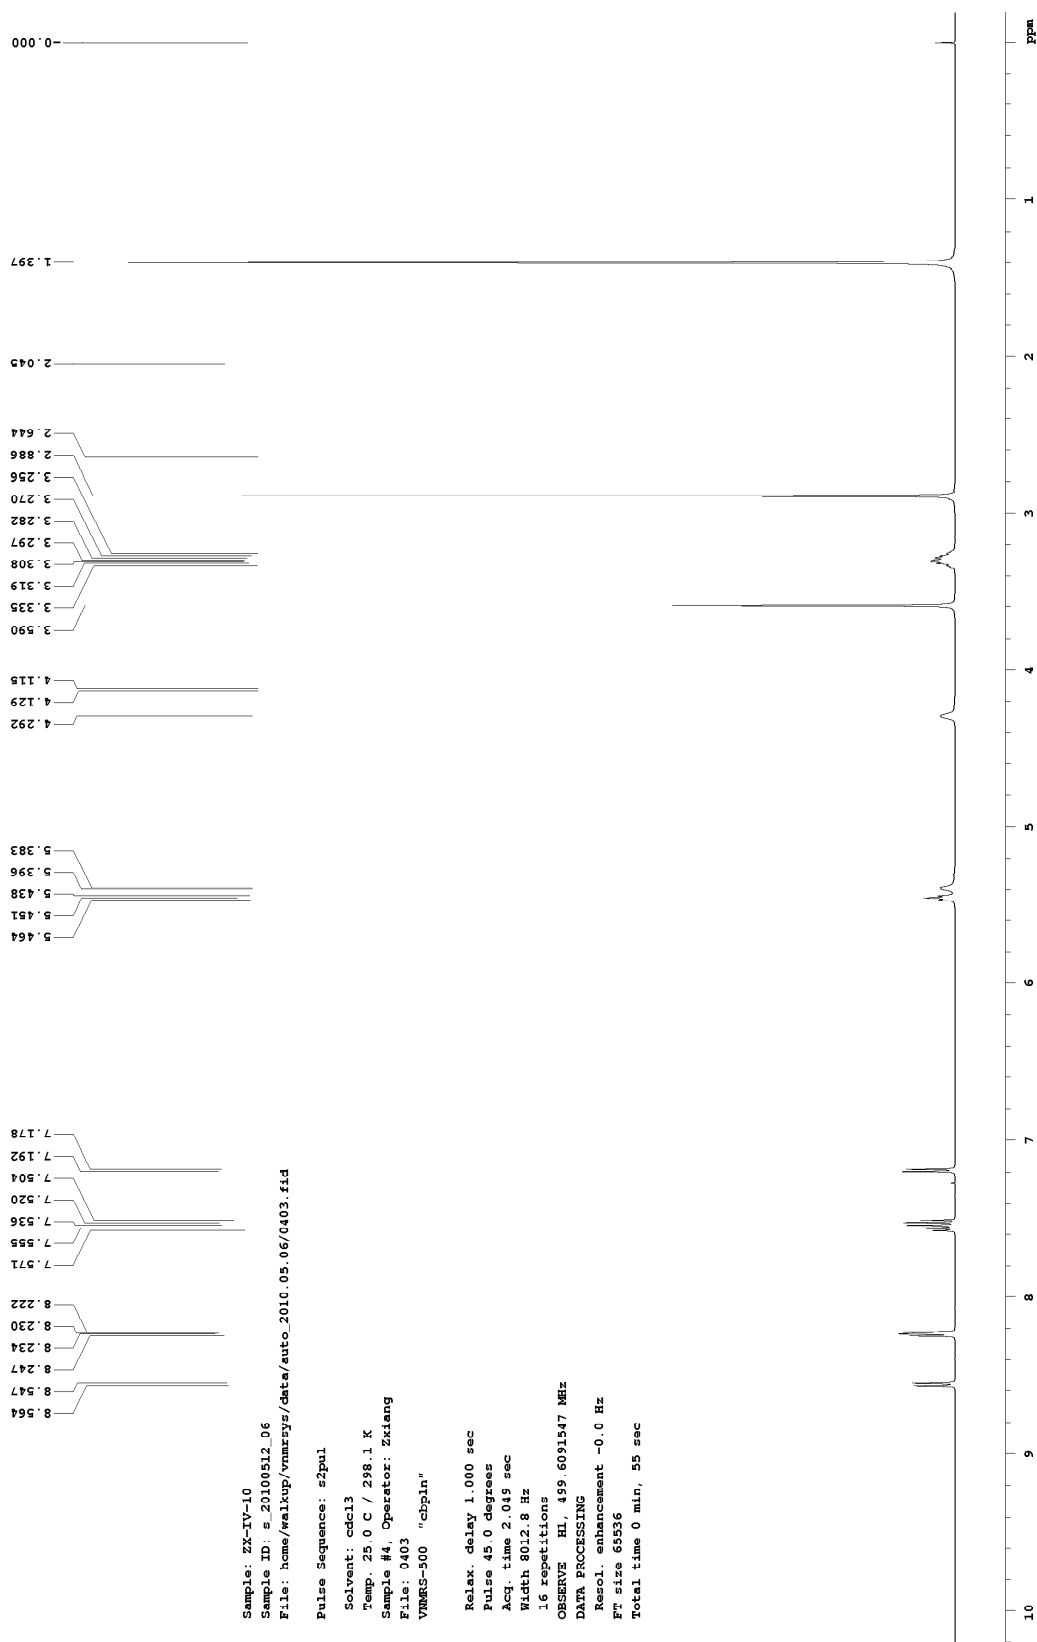 0.000
1.397
2.045
2.644
2.886
3.256
3.270
3.282
3.297
3.308
3.319
3.335
3.590
4.115
4.129
4.292
5.383
5.396
5.438
5.451
5.464
7.178
7.192
7.504
7.520
7.536
7.555
7.571
8.222
8.230
8.234
8.247
8.547
8.564
Sample: ZX-IV-10
Sample ID: s_20100512_06
File: home/walkup/vnmrsys/data/auto_2010.05.06/0403.fid
Pulse Sequence: s2pul
Solvent: cdcl3
Temp. 25.0 C / 298.1 K
Sample #4, Operator: Zxiang
File: 0403
VNMRS-500 "cbpln"
Relax. delay 1.000 sec
Pulse 45.0 degrees
Acq. time 2.049 sec
Width 8012.8 Hz
16 repetitions
OBSERVE H1, 499.6091547 MHz
DATA PROCESSING
Resol. enhancement -0.0 Hz
FT size 65536
Total time 0 min, 55 sec
10
9
8
7
6
5
4
3
2
1
ppm